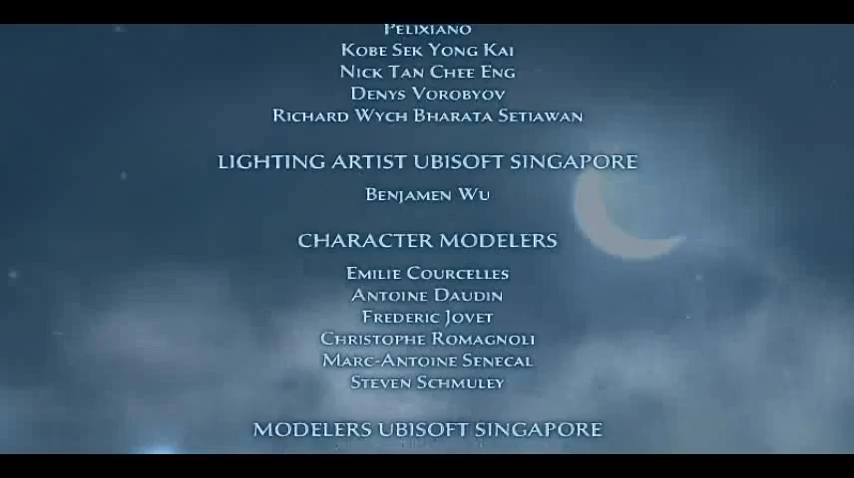 Pelixiano
Kobe Sek Yong Kai
Nick Tan Chee Eng
Denys Vorobyov
Richard Wych Bharata Setiawan
LIGHTING ARTIST UBISOFT SINGAPORE
Benjamen Wu
CHARACTER MODELERS
Emilie Courcelles
Antoine Daudin
Frederic Jovet
Christophe Romagnoli
Marc-Antoine Senecal
Steven Schmuley
MODELERS UBISOFT SINGAPORE